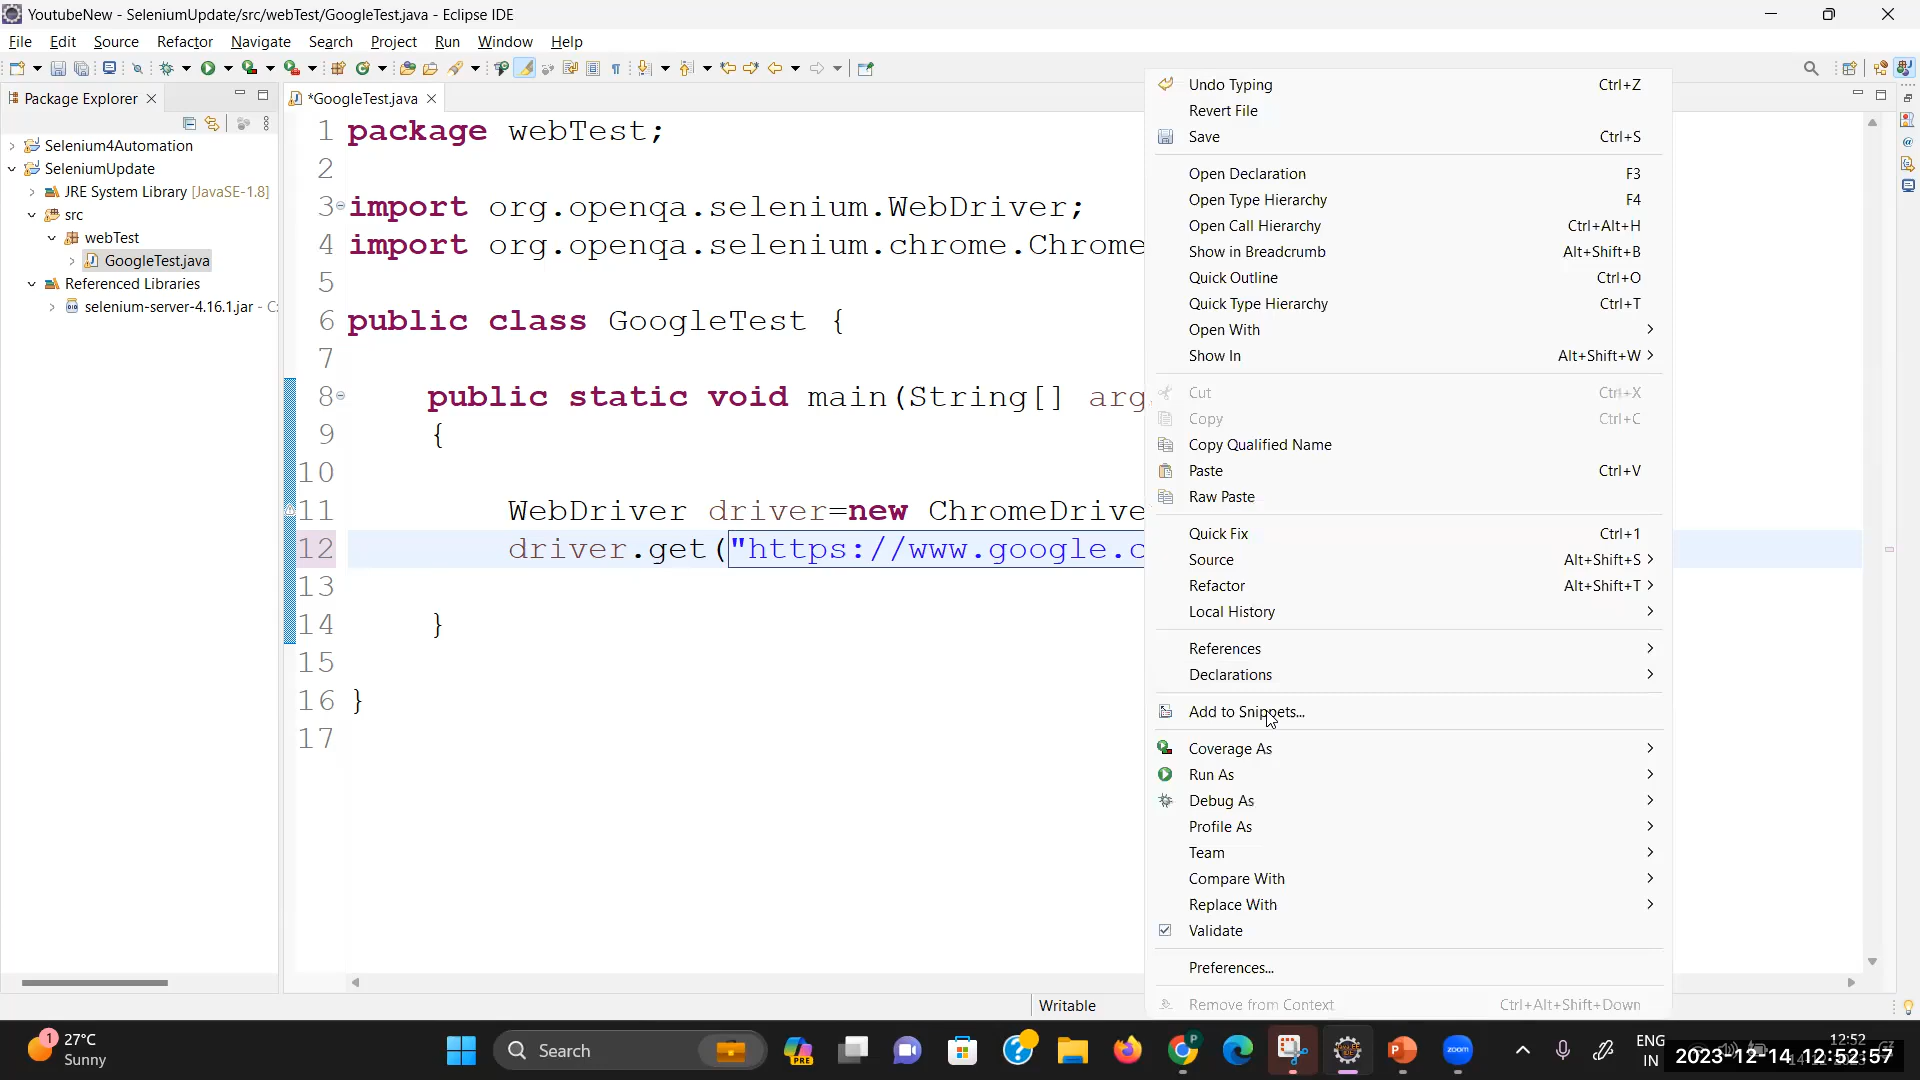 YoutubeNew - SeleniumUpdate/src/webTest/GoogleTest.java - Eclipse IDE
File Edit Source Refactor Navigate Search Project Run Window Help
Package Explorer
*GoogleTest.java
Selenium4Automation
SeleniumUpdate
JRE System Library [JavaSE-1.8]
src
webTest
GoogleTest.java
Referenced Libraries
selenium-server-4.16.1.jar - C:
1 package webTest;
2
3 import org.openqa.selenium.WebDriver;
4 import org.openqa.selenium.chrome.Chrome
5
6 public class GoogleTest {
7
8 public static void main(String[] arg
9 {
10
11 WebDriver driver=new ChromeDrive
12 driver.get("https://www.google.c
13
14 }
15
16 }
17
Undo Typing Ctrl+Z
Revert File
Save Ctrl+S
Open Declaration F3
Open Type Hierarchy F4
Open Call Hierarchy Ctrl+Alt+H
Show in Breadcrumb Alt+Shift+B
Quick Outline Ctrl+O
Quick Type Hierarchy Ctrl+T
Open With
Show In Alt+Shift+W
Cut Ctrl+X
Copy Ctrl+C
Copy Qualified Name
Paste Ctrl+V
Raw Paste
Quick Fix Ctrl+1
Source Alt+Shift+S
Refactor Alt+Shift+T
Local History
References
Declarations
Add to Snippets...
Coverage As
Run As
Debug As
Profile As
Team
Compare With
Replace With
Validate
Preferences...
Remove from Context Ctrl+Alt+Shift+Down
Writable
1
27°C
Sunny
Search
PRE
P
zoom
ENG
IN
12:52
2023-12-14 12:52:57